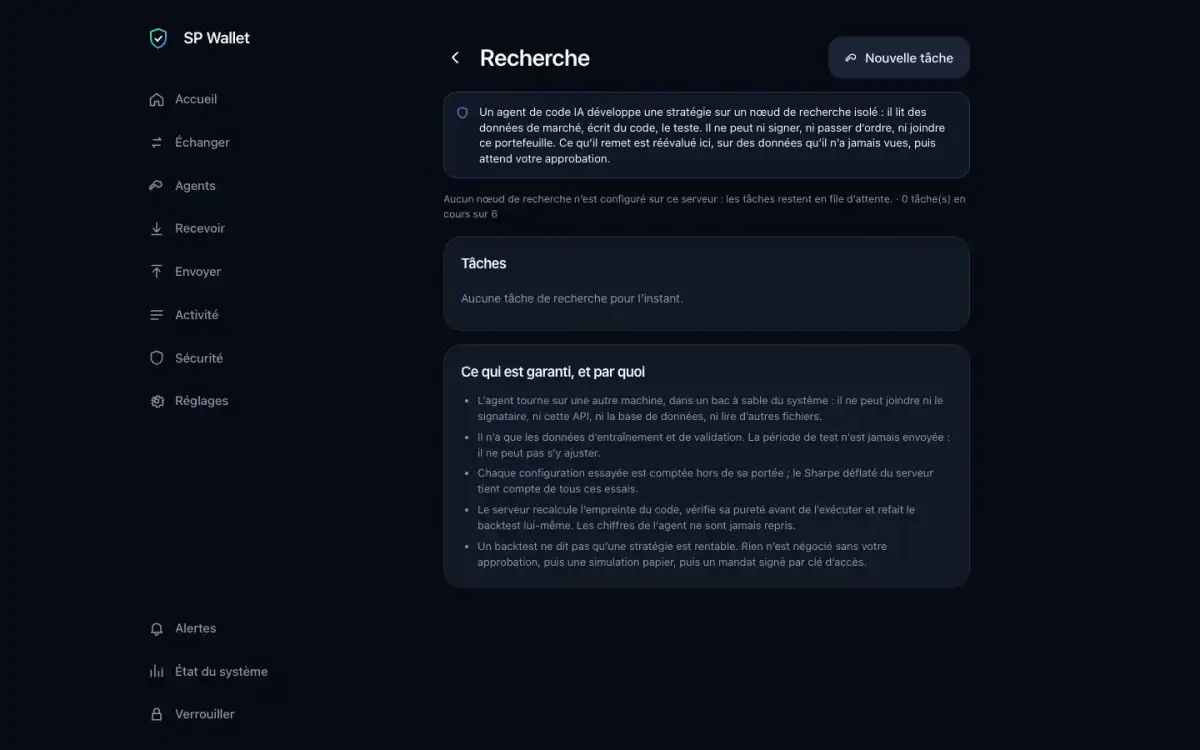 SP Wallet
Accueil
Échanger
Agents
Recevoir
Envoyer
Activité
Sécurité
Réglages
Alertes
État du système
Verrouiller
Recherche
Nouvelle tâche
Un agent de code IA développe une stratégie sur un nœud de recherche isolé : il lit des
données de marché, écrit du code, le teste. Il ne peut ni signer, ni passer d'ordre, ni joindre
ce portefeuille. Ce qu'il remet est réévalué ici, sur des données qu'il n'a jamais vues, puis
attend votre approbation.
Aucun nœud de recherche n'est configuré sur ce serveur : les tâches restent en file d'attente. · 0 tâche(s) en
cours sur 6
Tâches
Aucune tâche de recherche pour l'instant.
Ce qui est garanti, et par quoi
• L'agent tourne sur une autre machine, dans un bac à sable du système : il ne peut joindre ni le
signataire, ni cette API, ni la base de données, ni lire d'autres fichiers.
• Il n'a que les données d'entraînement et de validation. La période de test n'est jamais envoyée :
il ne peut pas s'y ajuster.
• Chaque configuration essayée est comptée hors de sa portée ; le Sharpe déflaté du serveur
tient compte de tous ces essais.
• Le serveur recalcule l'empreinte du code, vérifie sa pureté avant de l'exécuter et refait le
backtest lui-même. Les chiffres de l'agent ne sont jamais repris.
• Un backtest ne dit pas qu'une stratégie est rentable. Rien n'est négocié sans votre
approbation, puis une simulation papier, puis un mandat signé par clé d'accès.